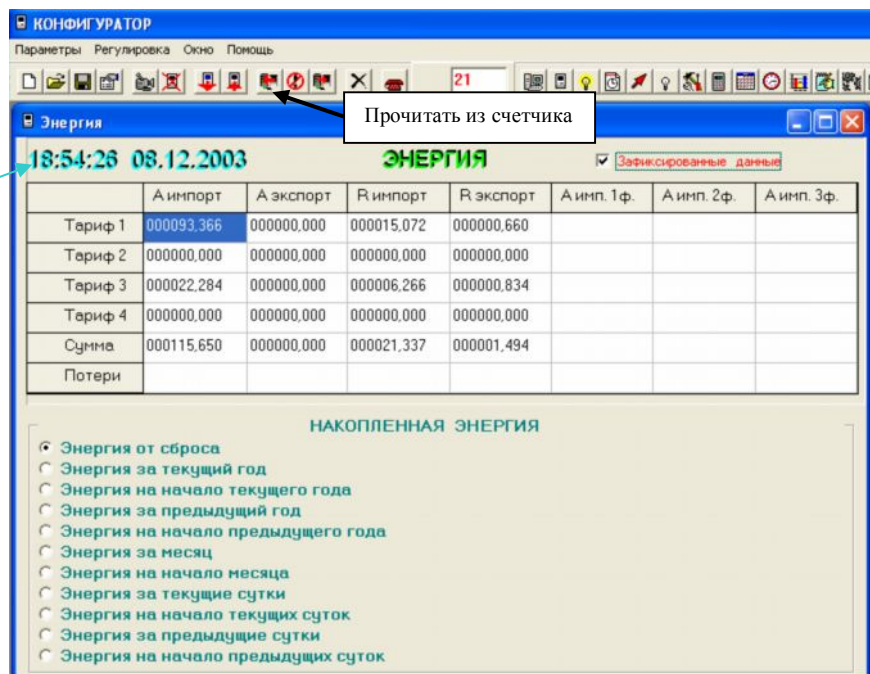 КОНФИГУРАТОР
Параметры Регулировка Окно Помощь
21
Прочитать из счетчика
Энергия
18:54:26 08.12.2003 ЭНЕРГИЯ Зафиксированные данные
А импорт А экспорт R импорт R экспорт А имп. 1ф. А имп. 2ф. А имп. 3ф.
Тариф 1 000093,366 000000,000 000015,072 000000,660
Тариф 2 000000,000 000000,000 000000,000 000000,000
Тариф 3 000022,284 000000,000 000006,266 000000,834
Тариф 4 000000,000 000000,000 000000,000 000000,000
Сумма 000115,650 000000,000 000021,337 000001,494
Потери
НАКОПЛЕННАЯ ЭНЕРГИЯ
Энергия от сброса
Энергия за текущий год
Энергия на начало текущего года
Энергия за предыдущий год
Энергия на начало предыдущего года
Энергия за месяц
Энергия на начало месяца
Энергия за текущие сутки
Энергия на начало текущих суток
Энергия за предыдущие сутки
Энергия на начало предыдущих суток